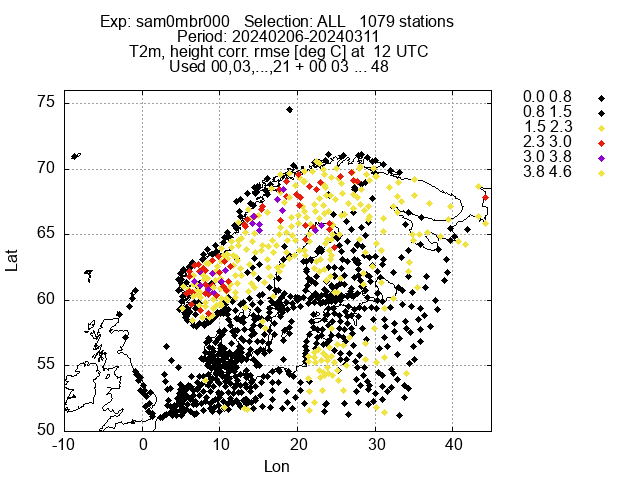 Exp: sam0mbr000 Selection: ALL 1079 stations
Period: 20240206-20240311
T2m, height corr. rmse [deg C] at 12 UTC
Used 00,03,...,21 + 00 03 ... 48
0.0 0.8
0.8 1.5
1.5 2.3
2.3 3.0
3.0 3.8
3.8 4.6
75
70
65
60
55
50
Lat
-10 0 10 20 30 40
Lon